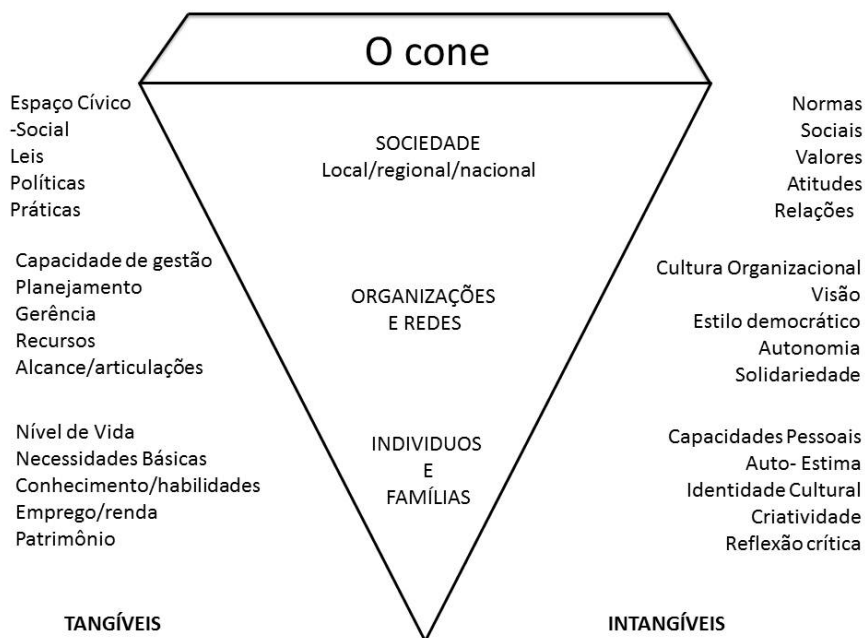 O cone
Espaço Cívico
-Social
Leis
Políticas
Práticas
SOCIEDADE
Local/regional/nacional
Normas
Sociais
Valores
Atitudes
Relações
Capacidade de gestão
Planejamento
Gerência
Recursos
Alcance/articulações
ORGANIZAÇÕES
E REDES
Cultura Organizacional
Visão
Estilo democrático
Autonomia
Solidariedade
Nível de Vida
Necessidades Básicas
Conhecimento/habilidades
Emprego/renda
Patrimônio
INDIVIDUOS
E
FAMÍLIAS
Capacidades Pessoais
Auto- Estima
Identidade Cultural
Criatividade
Reflexão crítica
TANGÍVEIS
INTANGÍVEIS